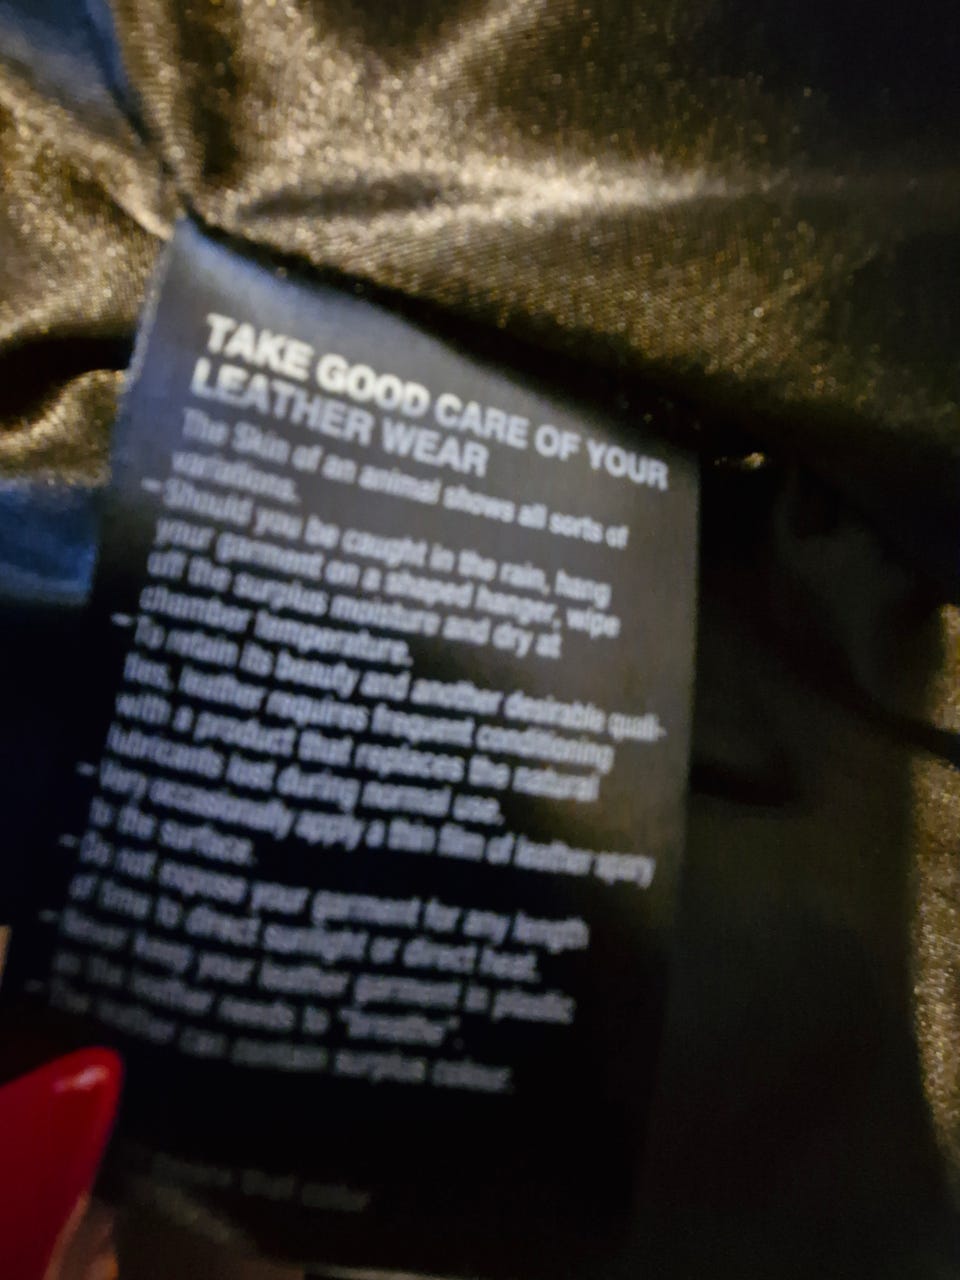 TAKE GOOD CARE OF YOUR
LEATHER WEAR
The Skin of an animal shows all sorts of
variations.
- Should you be caught in the rain, hang
your garment on a shaped hanger, wipe
off the surplus moisture and dry at
chamber temperature.
- To retain its beauty and another desirable quali-
ties, leather requires frequent conditioning
with a product that replaces the natural
lubricants lost during normal use.
- Very occasionally apply a thin film of leather spary
to the surface.
- Do not expose your garment for any length
of time to direct sunlight or direct heat.
- Never keep your leather garment in plastic
as the leather needs to "breathe".
- The leather can contain surplus colour.